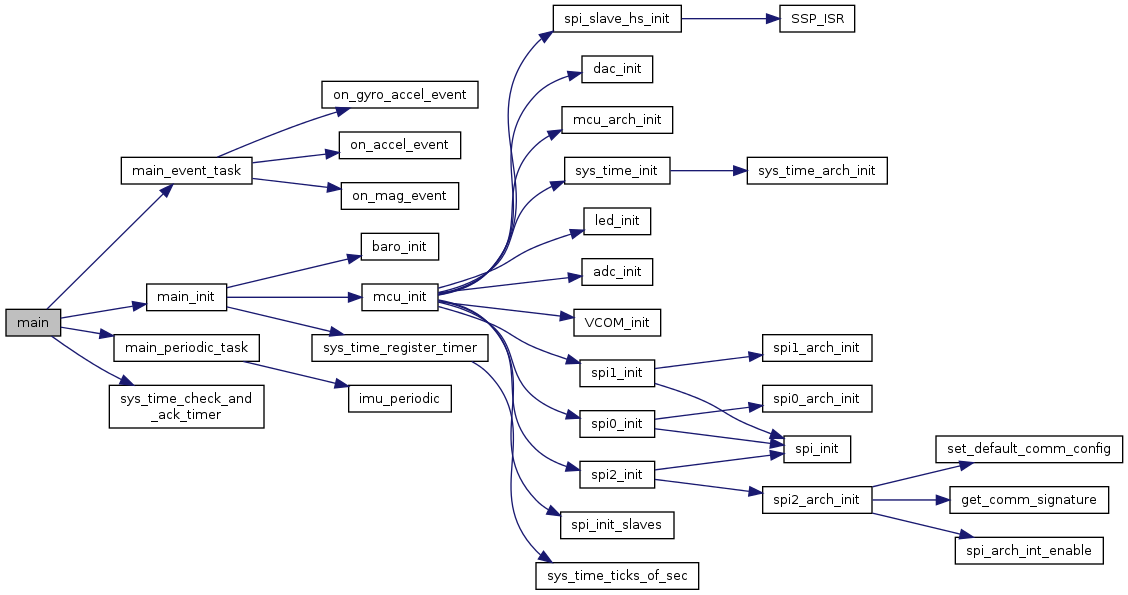 main
main_event_task
on_gyro_accel_event
on_accel_event
on_mag_event
main_init
baro_init
mcu_init
spi_slave_hs_init
SSP_ISR
dac_init
mcu_arch_init
sys_time_init
sys_time_arch_init
led_init
adc_init
VCOM_init
spi1_init
spi1_arch_init
spi0_init
spi0_arch_init
spi_init
spi2_init
spi2_arch_init
set_default_comm_config
get_comm_signature
spi_arch_int_enable
spi_init_slaves
sys_time_register_timer
sys_time_ticks_of_sec
main_periodic_task
imu_periodic
sys_time_check_and
_ack_timer